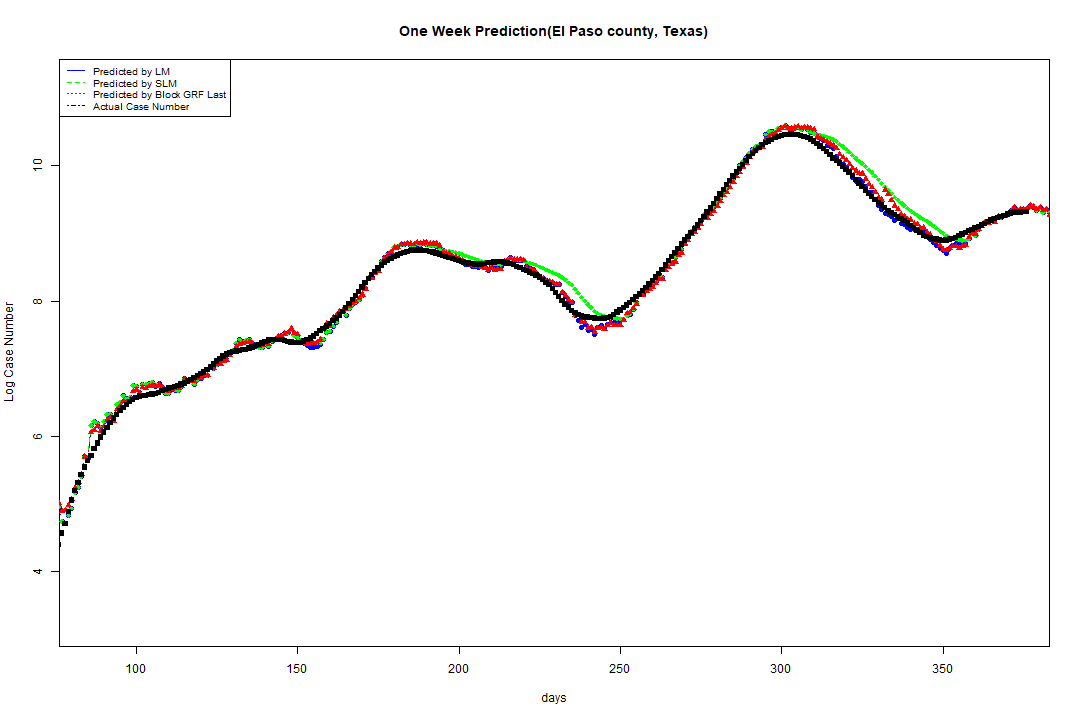 One Week Prediction(El Paso county, Texas)
Predicted by LM
Predicted by SLM
Predicted by Block GRF Last
Actual Case Number
Log Case Number
10
8
6
4
100 150 200 250 300 350
days